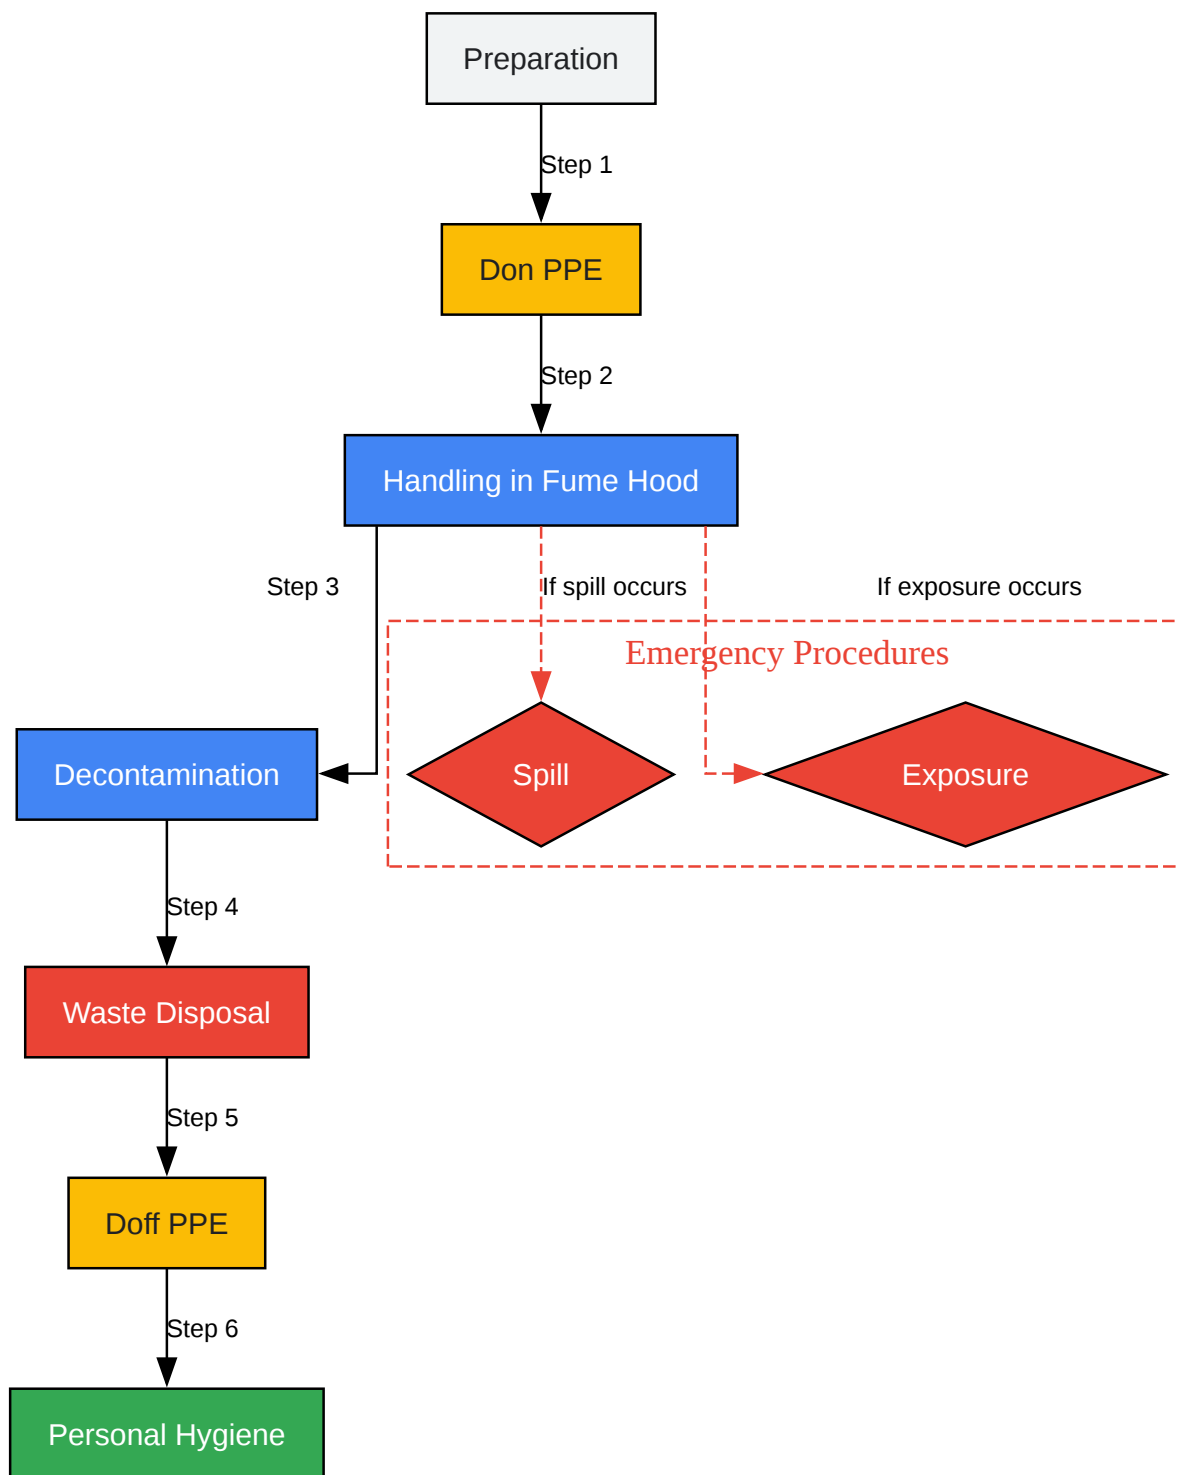 Preparation
Step 1
Don PPE
Step 2
Handling in Fume Hood
Step 3
If spill occurs
If exposure occurs
Emergency Procedures
Decontamination
Spill
Exposure
Step 4
Waste Disposal
Step 5
Doff PPE
Step 6
Personal Hygiene